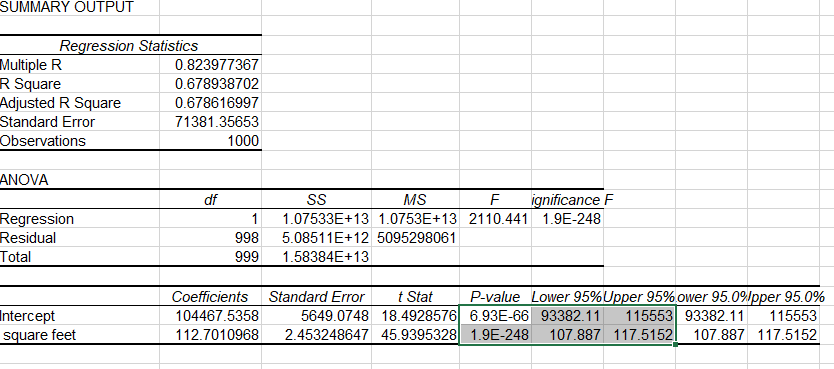 SUMMARY OUTPUT
Regression Statistics
Multiple R 0.823977367
R Square 0.678938702
Adjusted R Square 0.678616997
Standard Error 71381.35653
Observations 1000
ANOVA
df SS MS F ignificance F
Regression 1 1.07533E+13 1.0753E+13 2110.441 1.9E-248
Residual 998 5.08511E+12 5095298061
Total 999 1.58384E+13
Coefficients Standard Error t Stat P-value Lower 95% Upper 95% ower 95.0% pper 95.0%
Intercept 104467.5358 5649.0748 18.4928576 6.93E-66 93382.11 115553 93382.11 115553
square feet 112.7010968 2.453248647 45.9395328 1.9E-248 107.887 117.5152 107.887 117.5152